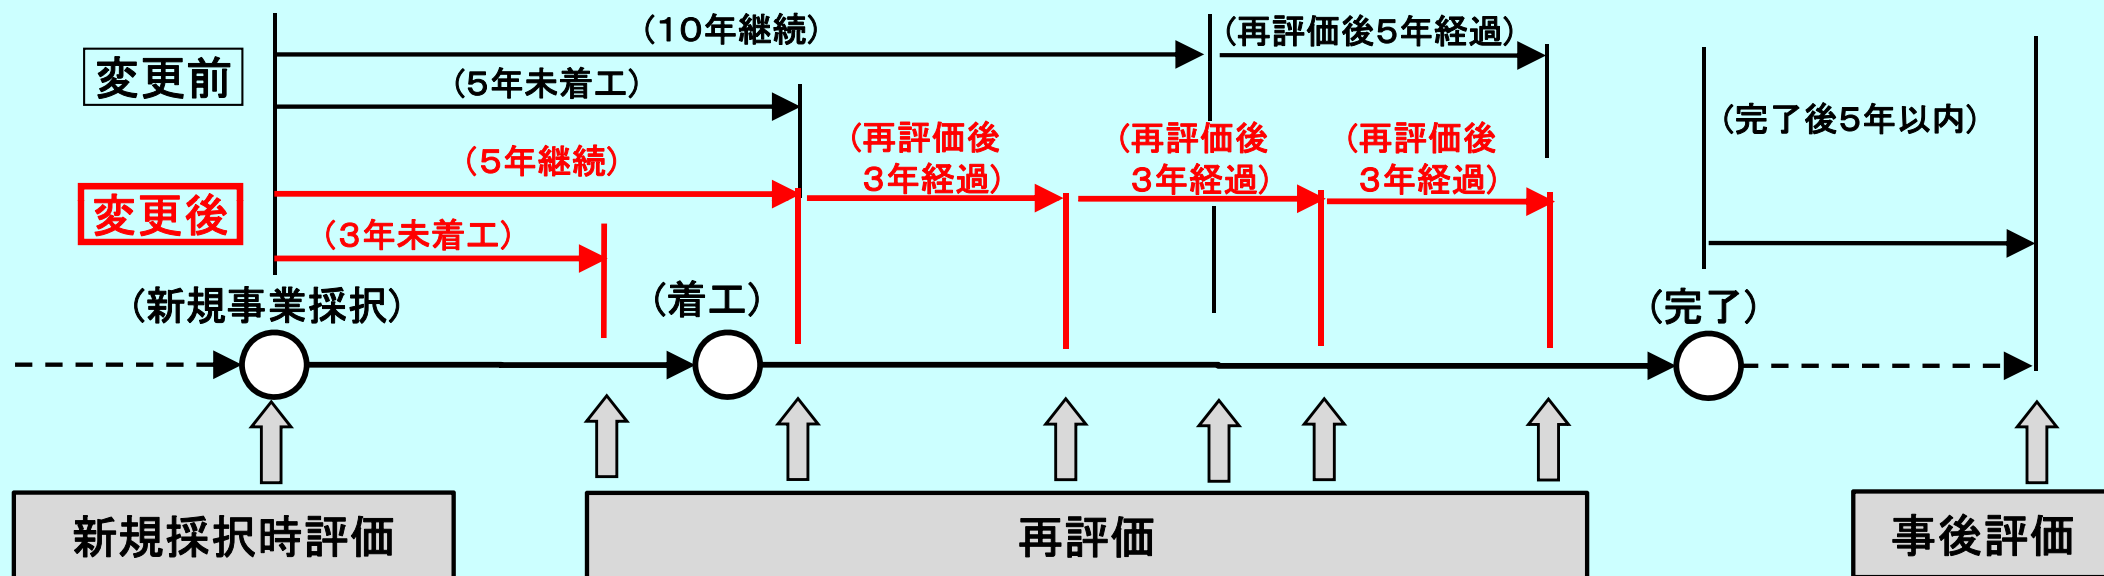 （１０年継続）
（再評価後５年経過）
変更前
（５年未着工）
（完了後５年以内）
（再評価後
３年経過）
（再評価後
３年経過）
（再評価後
３年経過）
（５年継続）
変更後
（３年未着工）
（新規事業採択）
（着工）
（完了）
新規採択時評価
再評価
事後評価